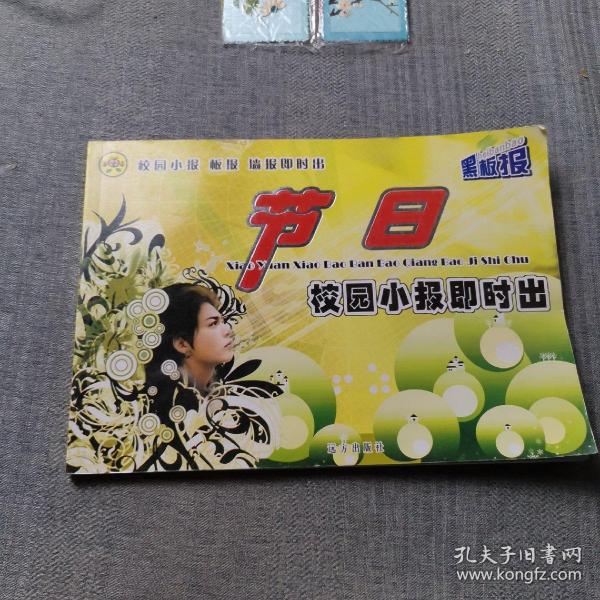 校园小报 板报 墙报即时出
heibanbao
黑板报
节日
Xiao Yuan Xiao Bao Ban Bao Qiang Bao Ji Shi Chu
校园小报即时出
远方出版社
孔夫子旧书网
www.kongfz.com